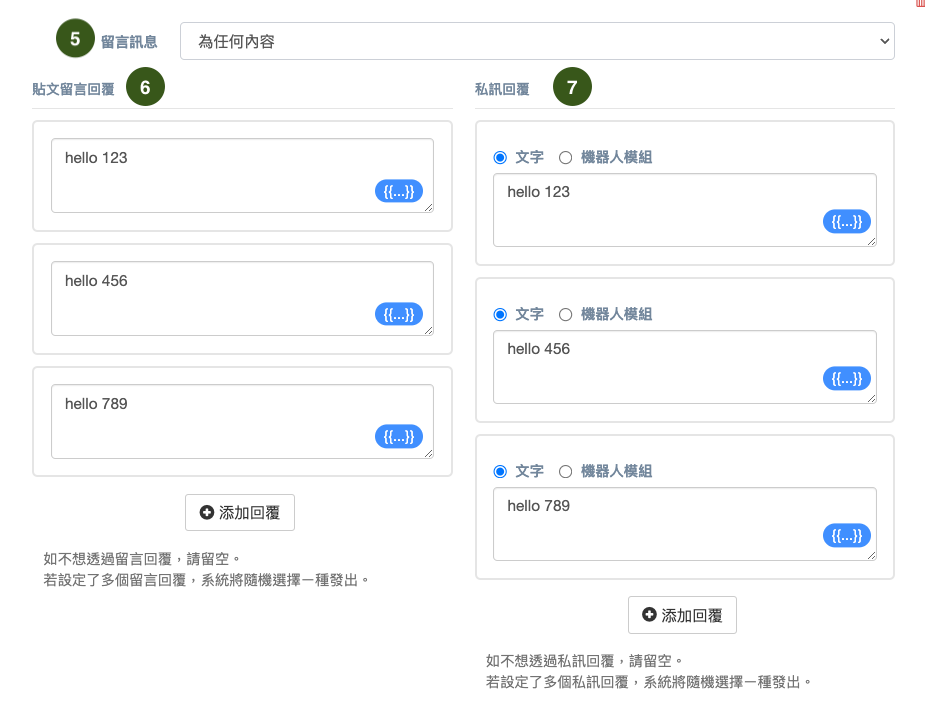 5 留言訊息 為任何內容
貼文留言回覆 6
hello 123
{{...}}
hello 456
{{...}}
hello 789
{{...}}
添加回覆
如不想透過留言回覆，請留空。
若設定了多個留言回覆，系統將隨機選擇一種發出。
私訊回覆 7
文字 機器人模組
hello 123
{{...}}
文字 機器人模組
hello 456
{{...}}
文字 機器人模組
hello 789
{{...}}
添加回覆
如不想透過私訊回覆，請留空。
若設定了多個私訊回覆，系統將隨機選擇一種發出。